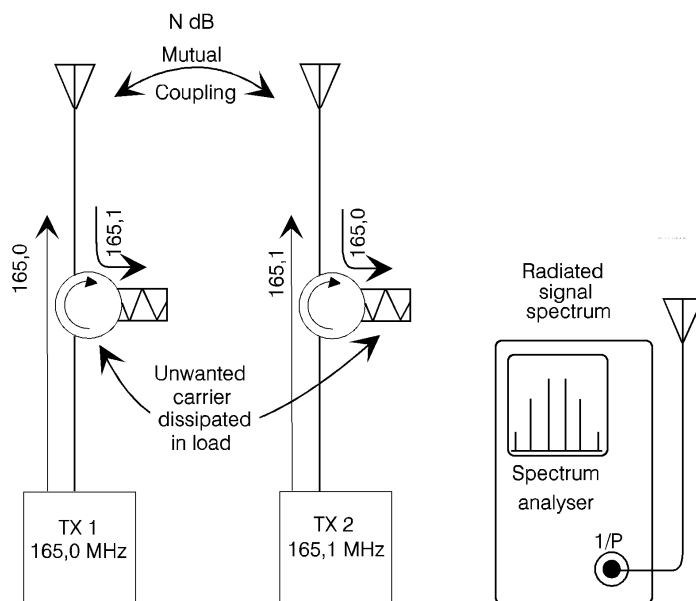 N dB
Mutual
Coupling
165,0
165,1
165,1
165,0
Radiated
signal
spectrum
Unwanted
carrier
dissipated
in load
Spectrum
analyser
1/P
TX 1
165,0 MHz
TX 2
165,1 MHz